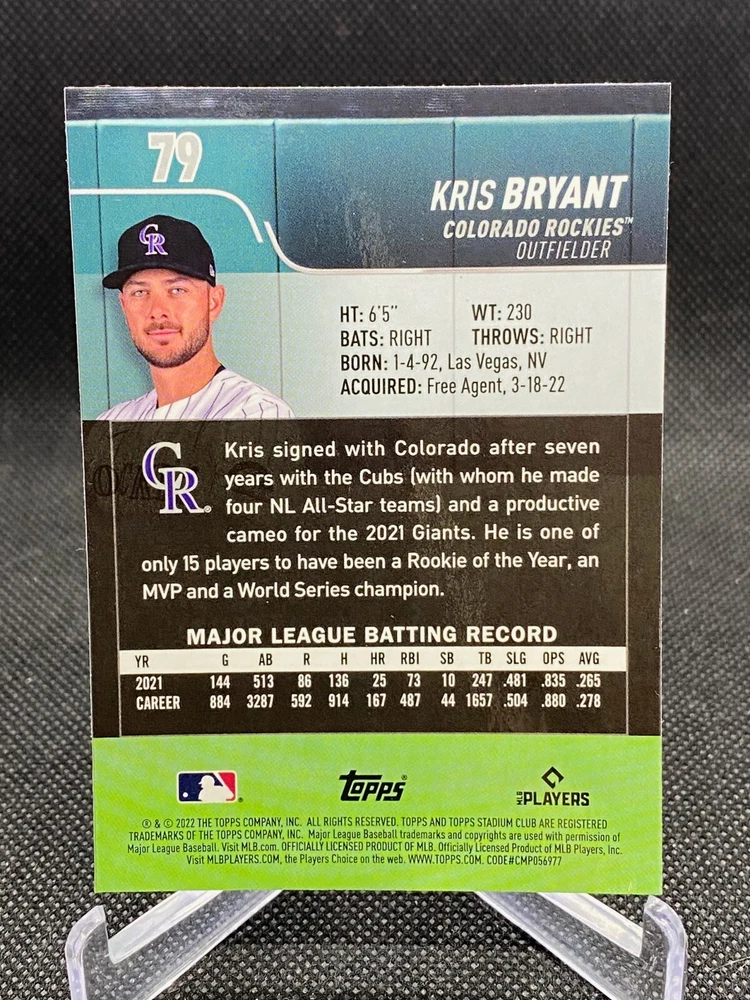 79
KRIS BRYANT
COLORADO ROCKIES™
OUTFIELDER
CR
HT: 6'5" WT: 230
BATS: RIGHT THROWS: RIGHT
BORN: 1-4-92, Las Vegas, NV
ACQUIRED: Free Agent, 3-18-22
CR®
Kris signed with Colorado after seven
years with the Cubs (with whom he made
four NL All-Star teams) and a productive
cameo for the 2021 Giants. He is one of
only 15 players to have been a Rookie of the Year, an
MVP and a World Series champion.
MAJOR LEAGUE BATTING RECORD
YR G AB R H HR RBI SB TB SLG OPS AVG
2021 144 513 86 136 25 73 10 247 .481 .835 .265
CAREER 884 3287 592 914 167 487 44 1657 .504 .880 .278
topps®
MLB PLAYERS
® & © 2022 THE TOPPS COMPANY, INC. ALL RIGHTS RESERVED. TOPPS AND TOPPS STADIUM CLUB ARE REGISTERED
TRADEMARKS OF THE TOPPS COMPANY, INC. Major League Baseball trademarks and copyrights are used with permission of
Major League Baseball. Visit MLB.com. OFFICIALLY LICENSED PRODUCT OF MLB. Officially Licensed Product of MLB Players, Inc.
Visit MLBPLAYERS.COM, the Players Choice on the web. WWW.TOPPS.COM. CODE#CMP056977